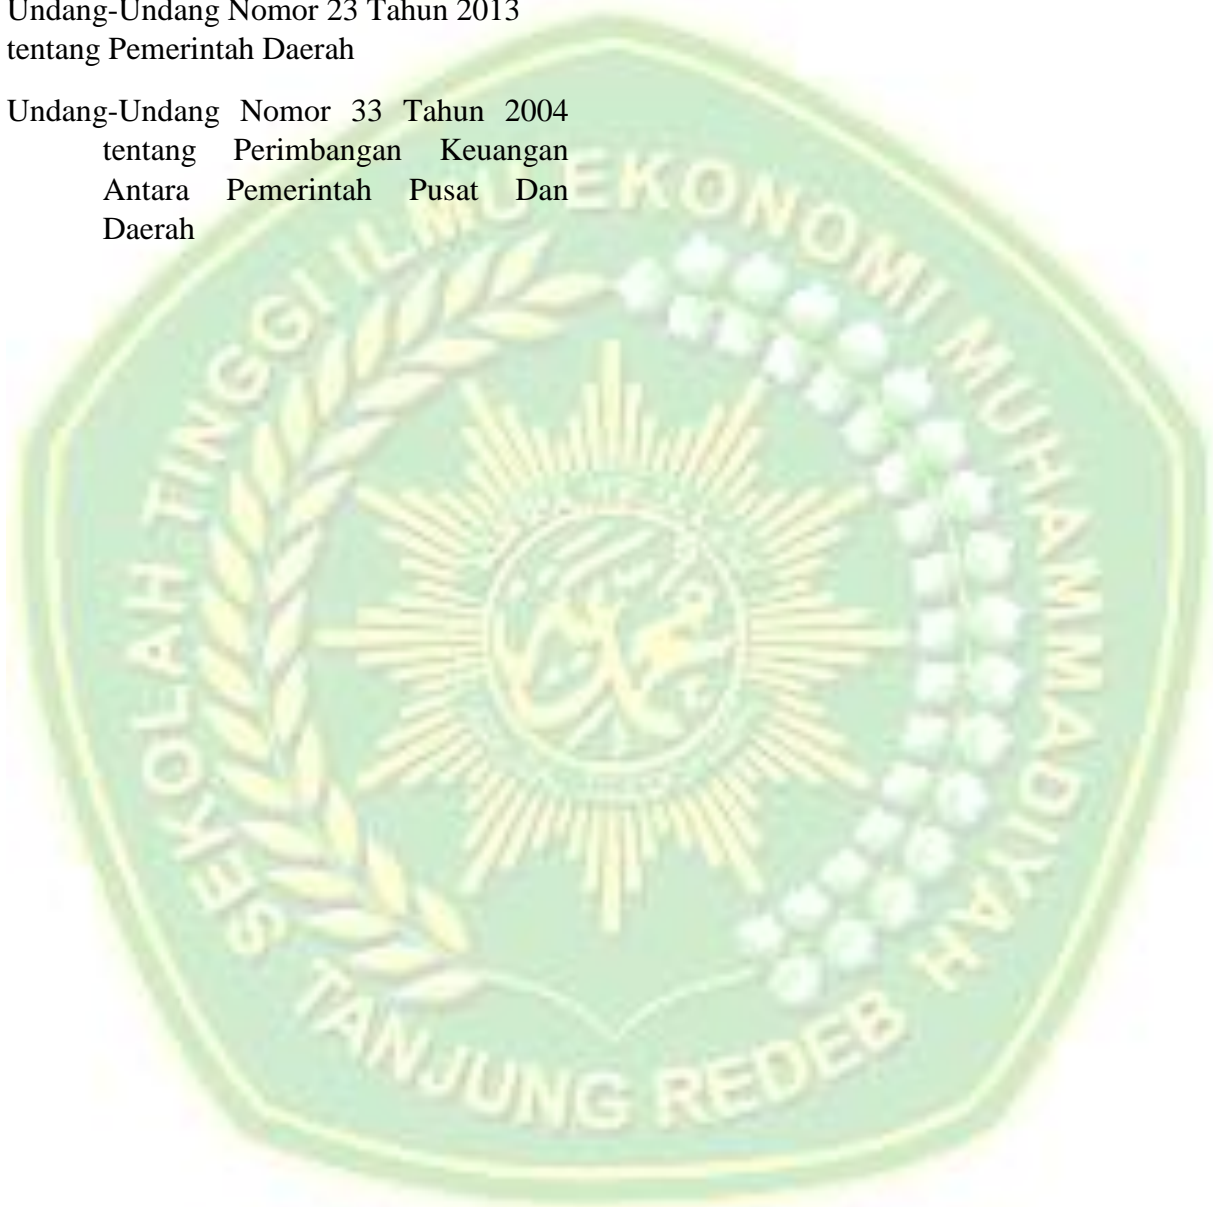 Undang-Undang Nomor 23 Tahun 2013
tentang Pemerintah Daerah
Undang-Undang Nomor 33 Tahun 2004
tentang Perimbangan Keuangan
Antara Pemerintah Pusat Dan
Daerah
SEKOLAH TINGGI ILMU EKONOMI MUHAMMADIYAH
TANJUNG REDEB